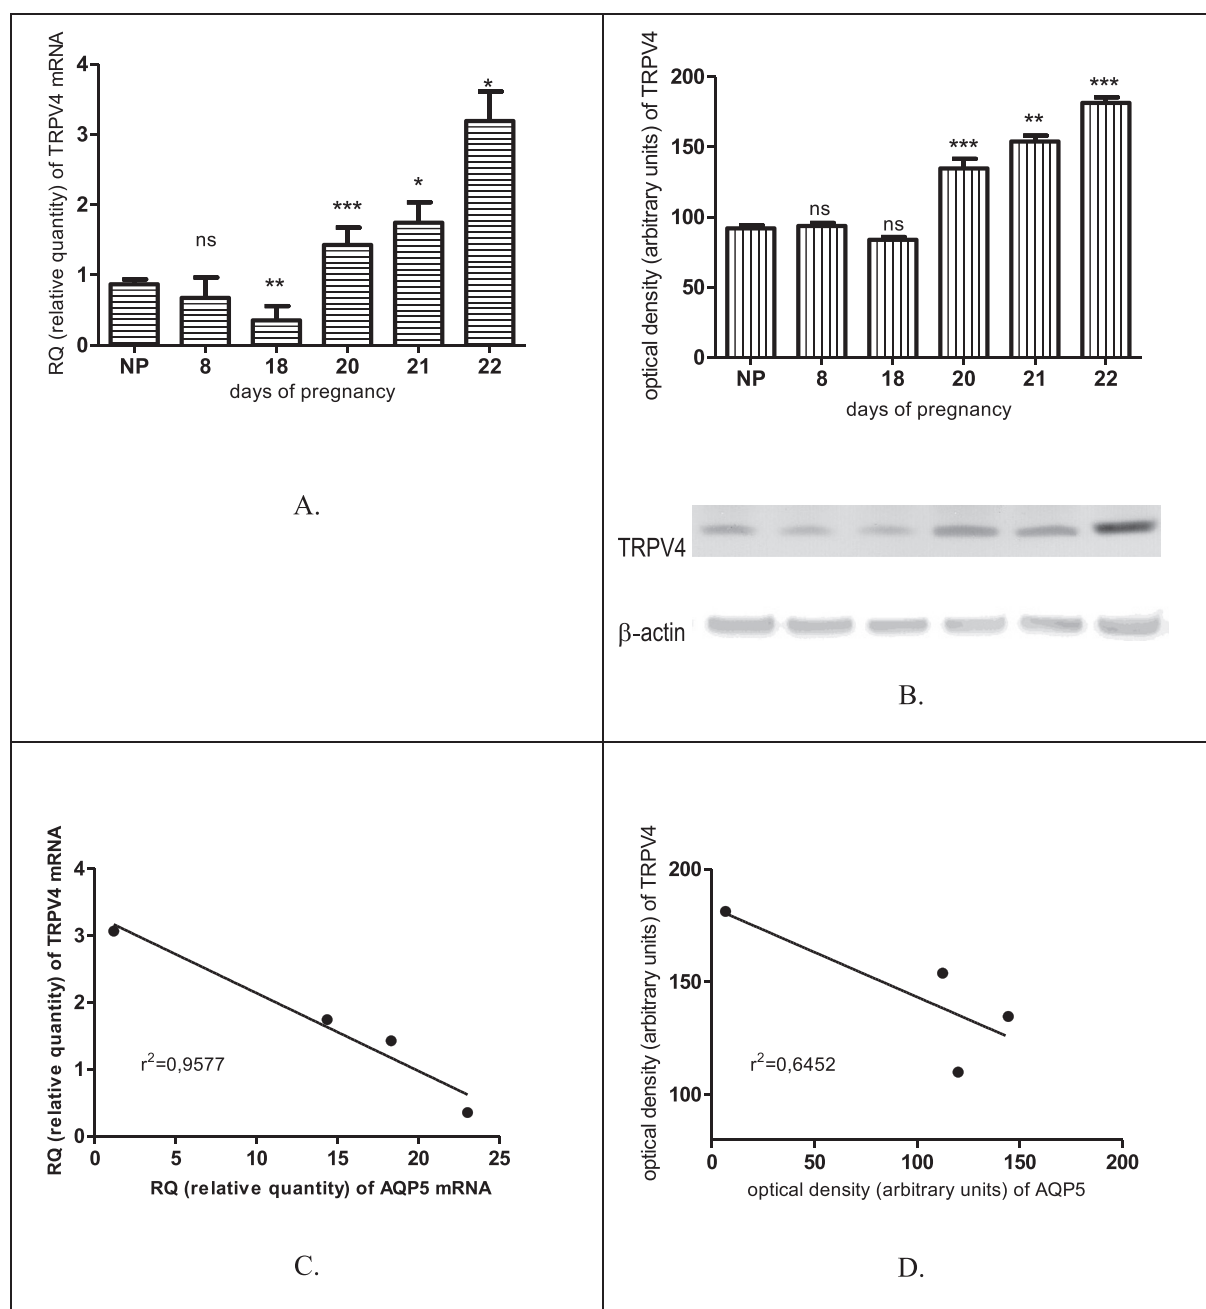 RQ (relative quantity) of TRPV4 mRNA
4
3
2
1
0
ns
**
***
*
*
NP 8 18 20 21 22
days of pregnancy
A.
optical density (arbitrary units) of TRPV4
200
150
100
50
0
ns
ns
***
**
***
NP 8 18 20 21 22
days of pregnancy
TRPV4
β-actin
B.
RQ (relative quantity) of TRPV4 mRNA
4
3
2
1
0
r²=0,9577
0 5 10 15 20 25
RQ (relative quantity) of AQP5 mRNA
C.
optical density (arbitrary units) of TRPV4
200
150
100
r²=0,6452
0 50 100 150 200
optical density (arbitrary units) of AQP5
D.